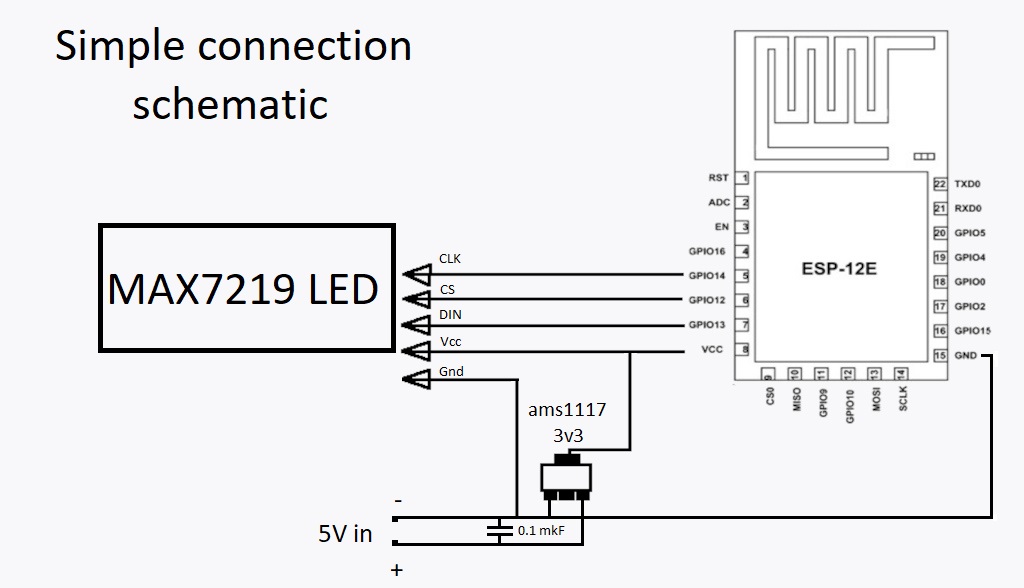 Simple connection
schematic
MAX7219 LED
CLK
CS
DIN
Vcc
Gnd
RST 1
ADC 2
EN 3
GPIO16 4
GPIO14 5
GPIO12 6
GPIO13 7
VCC 8
ESP-12E
22 TXD0
21 RXD0
20 GPIO5
19 GPIO4
18 GPIO0
17 GPIO2
16 GPIO15
15 GND
9 10 11 12 13 14
CS0 MISO GPIO9 GPIO10 MOSI SCLK
ams1117
3v3
-
5V in
0.1 mkF
+